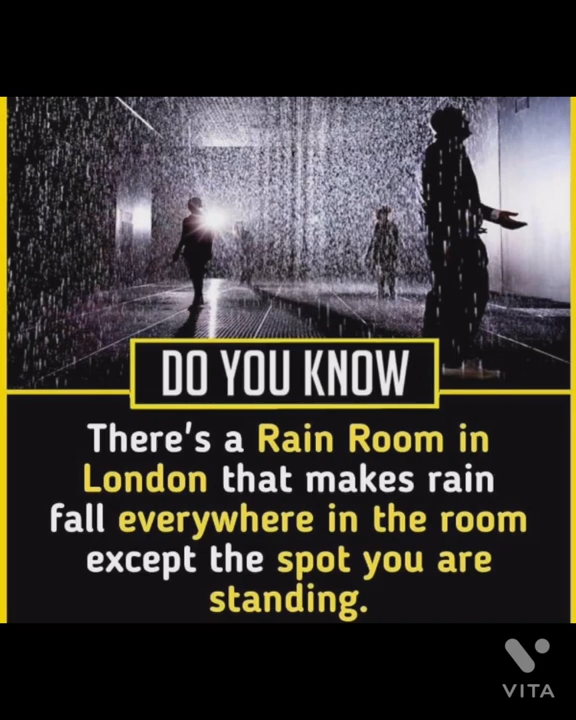 DO YOU KNOW
There's a Rain Room in
London that makes rain
fall everywhere in the room
except the spot you are
standing.
VITA